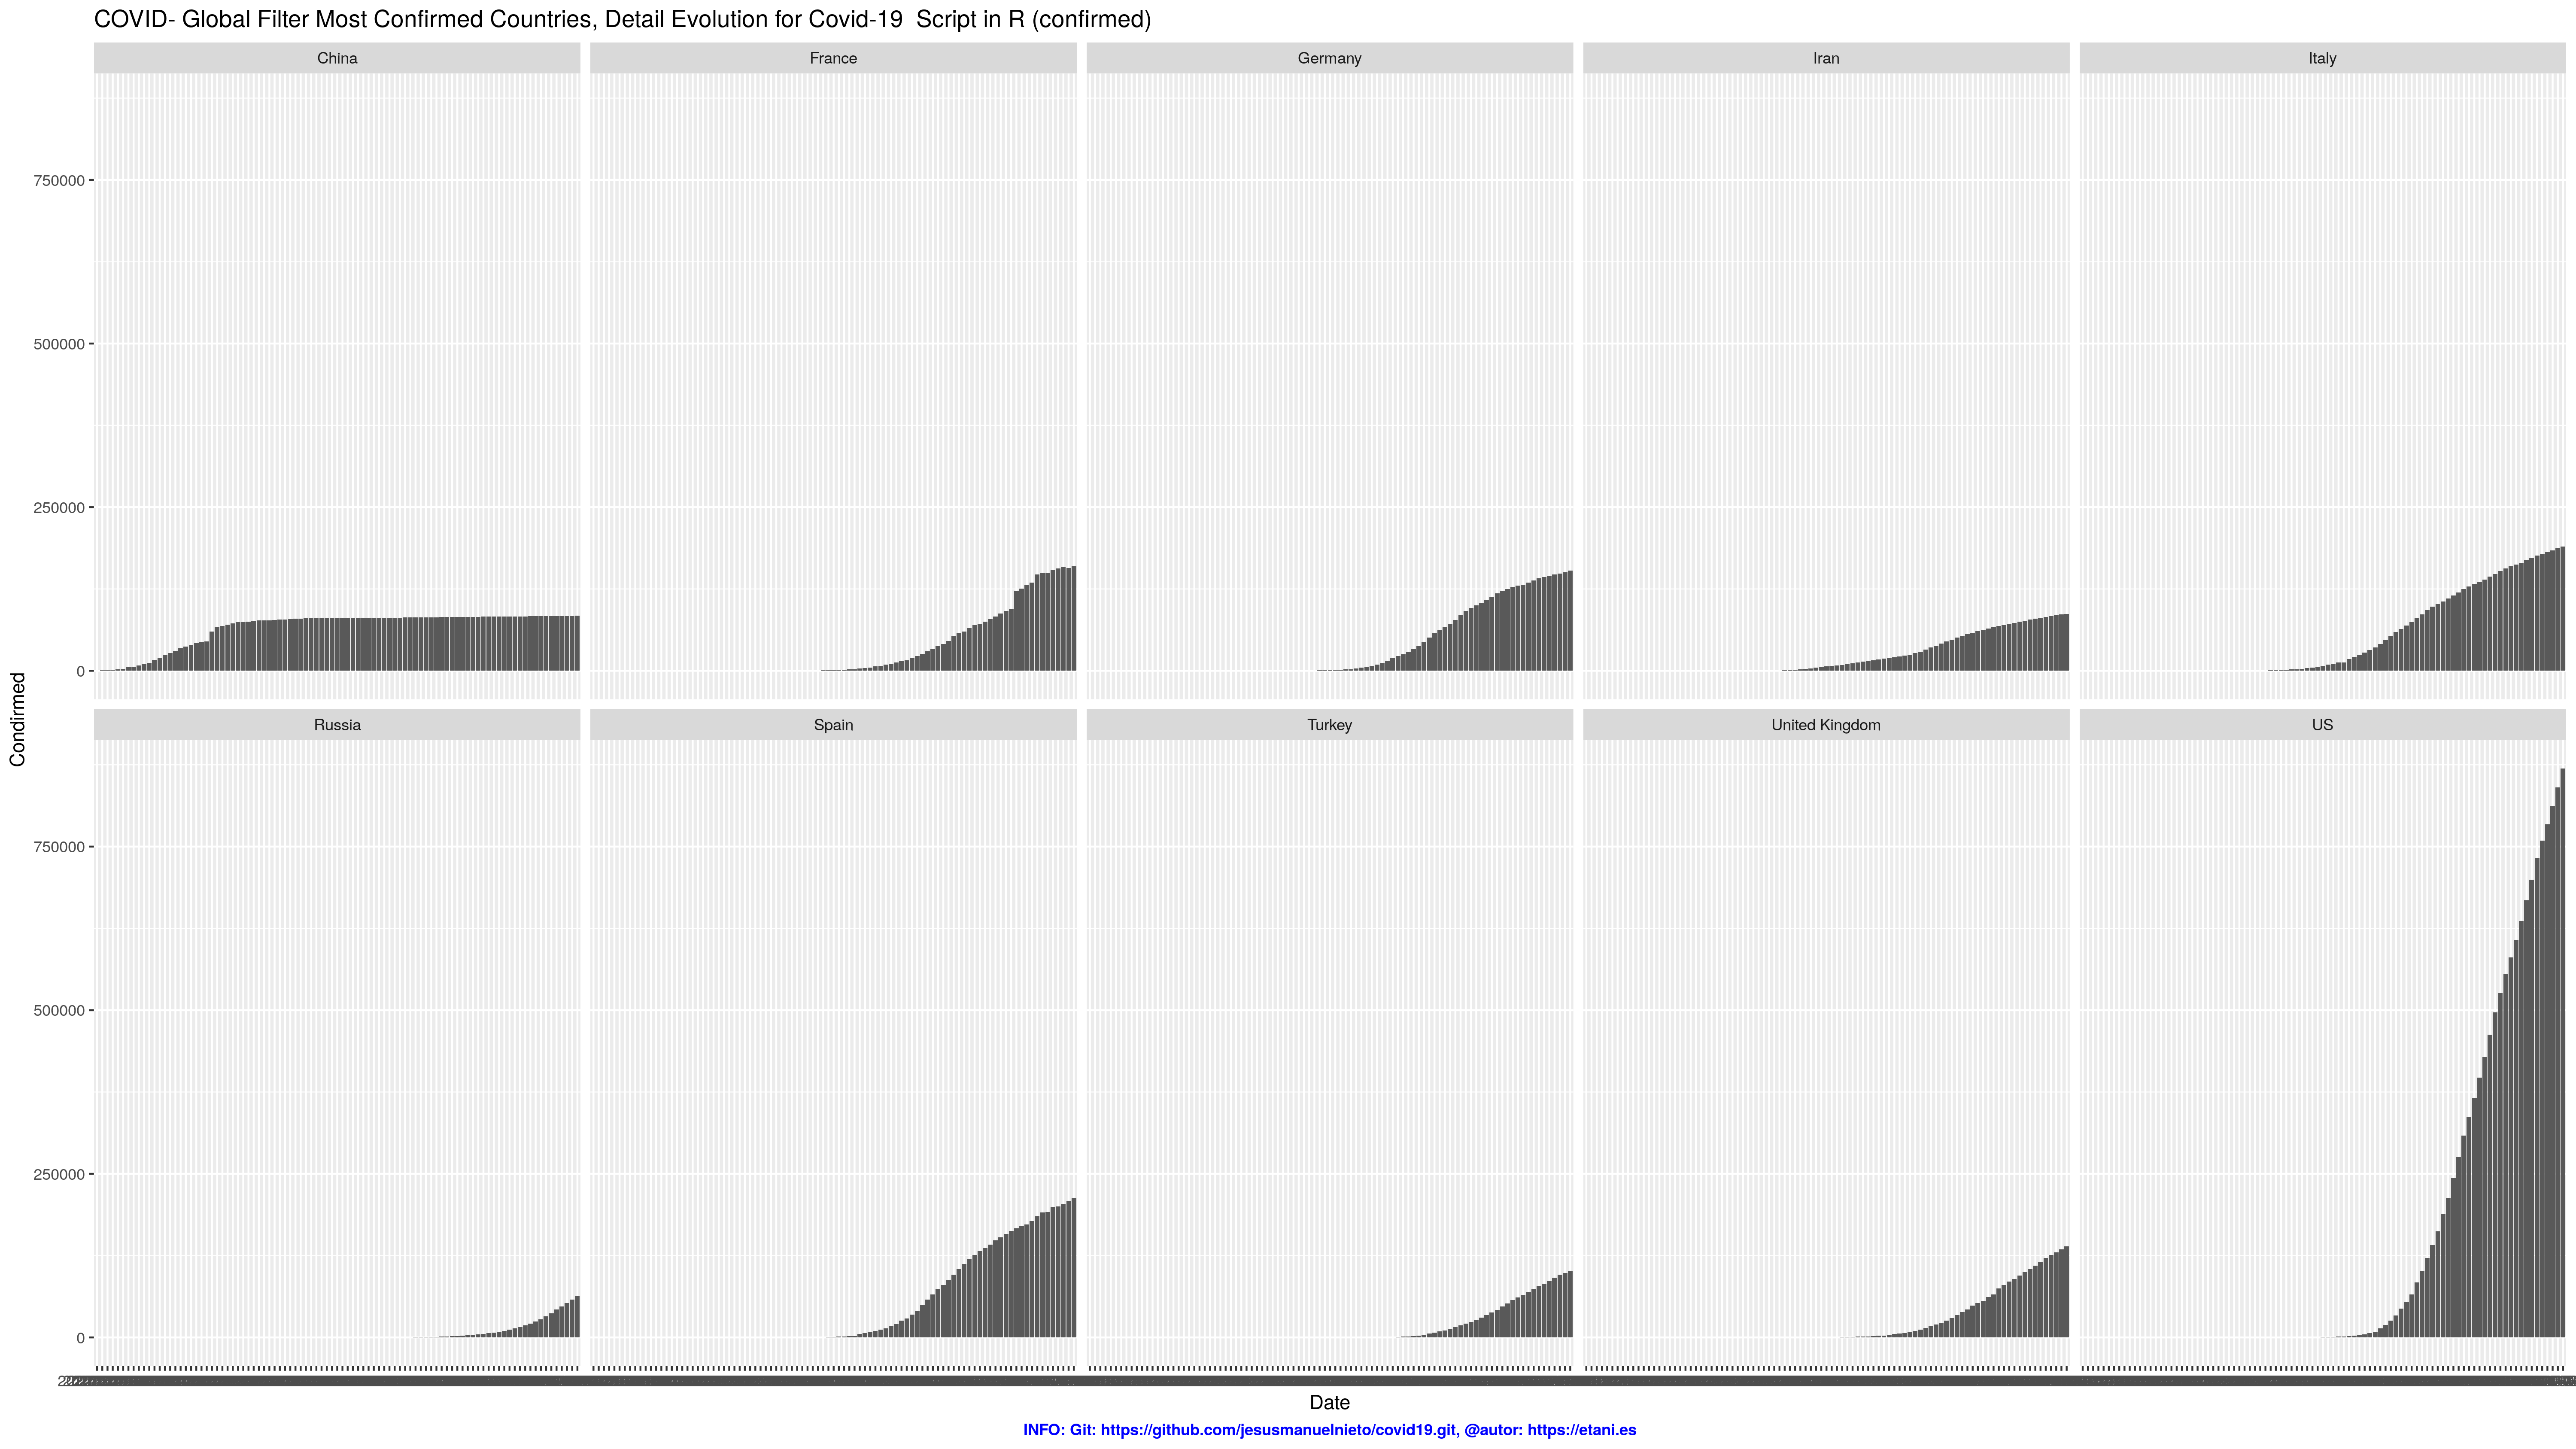 COVID- Global Filter Most Confirmed Countries, Detail Evolution for Covid-19  Script in R (confirmed)
China France Germany Iran Italy
750000
500000
250000
0
Condirmed
Russia Spain Turkey United Kingdom US
750000
500000
250000
0
Date
INFO: Git: https://github.com/jesusmanuelnieto/covid19.git, @autor: https://etani.es